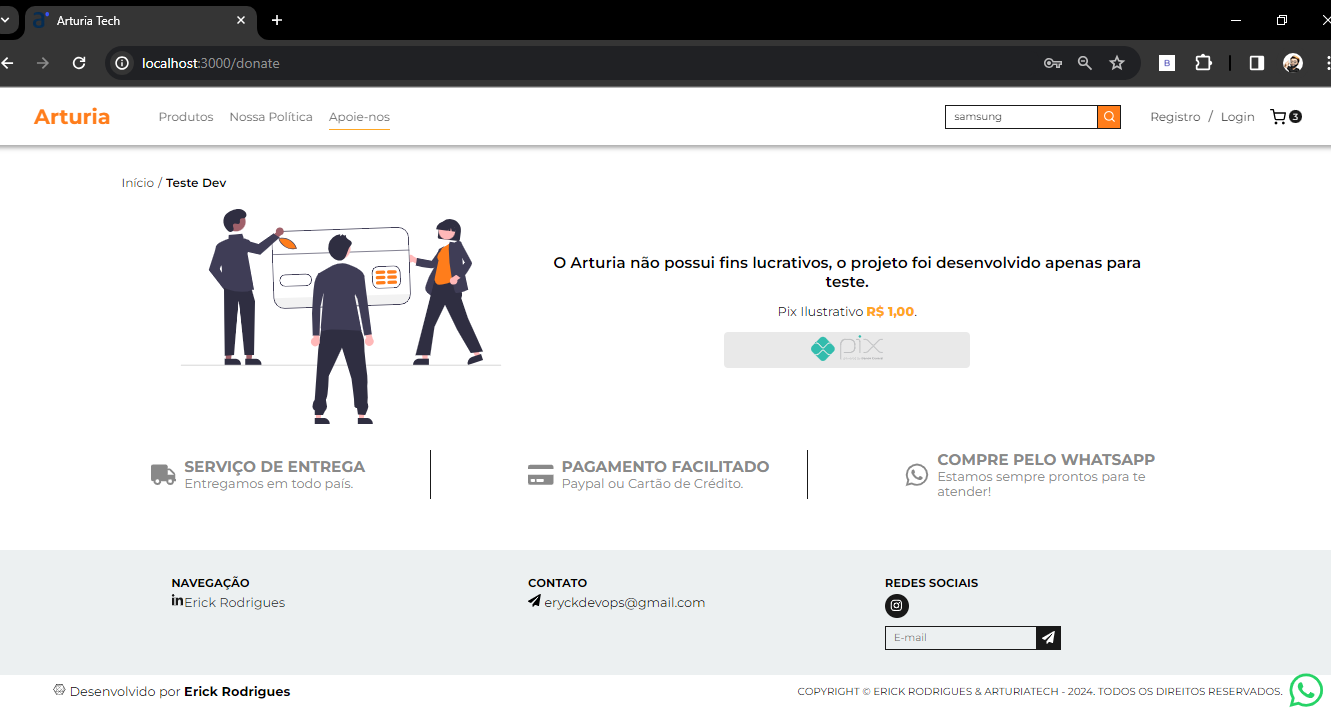 Arturia Tech
localhost:3000/donate
B
Arturia
Produtos
Nossa Política
Apoie-nos
samsung
Registro / Login
3
Início / Teste Dev
O Arturia não possui fins lucrativos, o projeto foi desenvolvido apenas para
teste.
Pix Ilustrativo R$ 1,00.
pix
SERVIÇO DE ENTREGA
Entregamos em todo país.
PAGAMENTO FACILITADO
Paypal ou Cartão de Crédito.
COMPRE PELO WHATSAPP
Estamos sempre prontos para te
atender!
NAVEGAÇÃO
in Erick Rodrigues
CONTATO
eryckdevops@gmail.com
REDES SOCIAIS
E-mail
Desenvolvido por Erick Rodrigues
COPYRIGHT © ERICK RODRIGUES & ARTURIATECH - 2024. TODOS OS DIREITOS RESERVADOS.